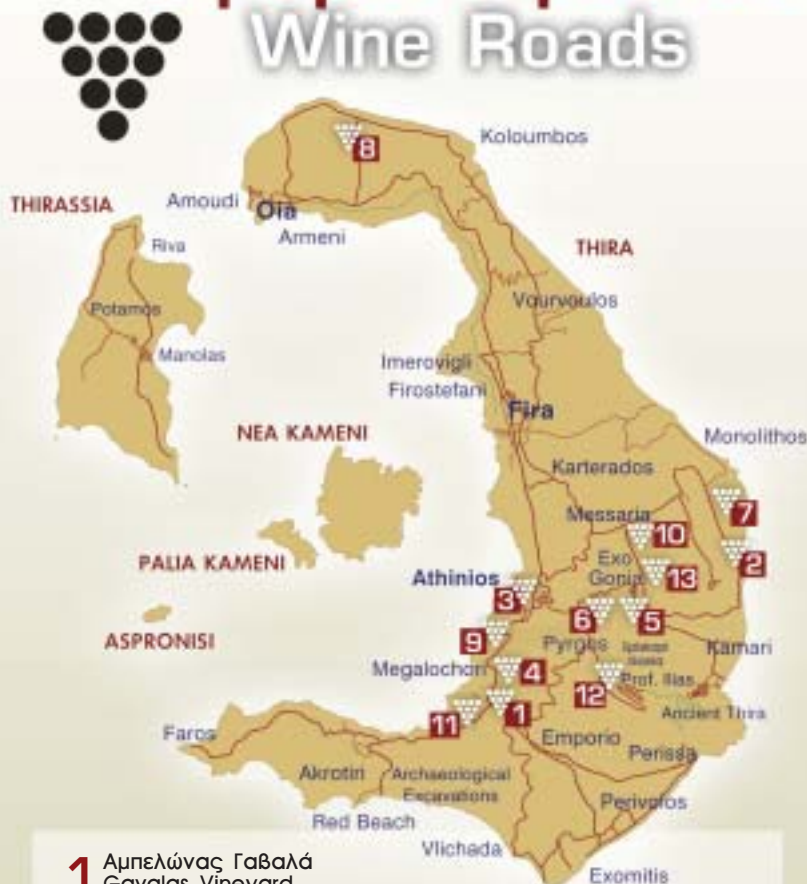 Wine Roads
8
Koloumbos
THIRASSIA
Amoudi
Oia
Armeni
Riva
THIRA
Potamos
Vourvoulos
Manolas
Imerovigli
Firostefani
Fira
NEA KAMENI
Monolithos
Karterados
7
Messaria
10
PALIA KAMENI
Exo
Gonia
2
13
Athinios
3
6
5
ASPRONISI
9
Pyrgos
Kamari
Megalochori
4
Prof. Ilias
12
Ancient Thira
11
1
Faros
Emporio
Perissa
Akrotiri
Archaeological
Excavations
Perivolos
Red Beach
Vlichada
Exomitis
1 Αμπελώνας Γαβαλά
Gavalas Vineyard